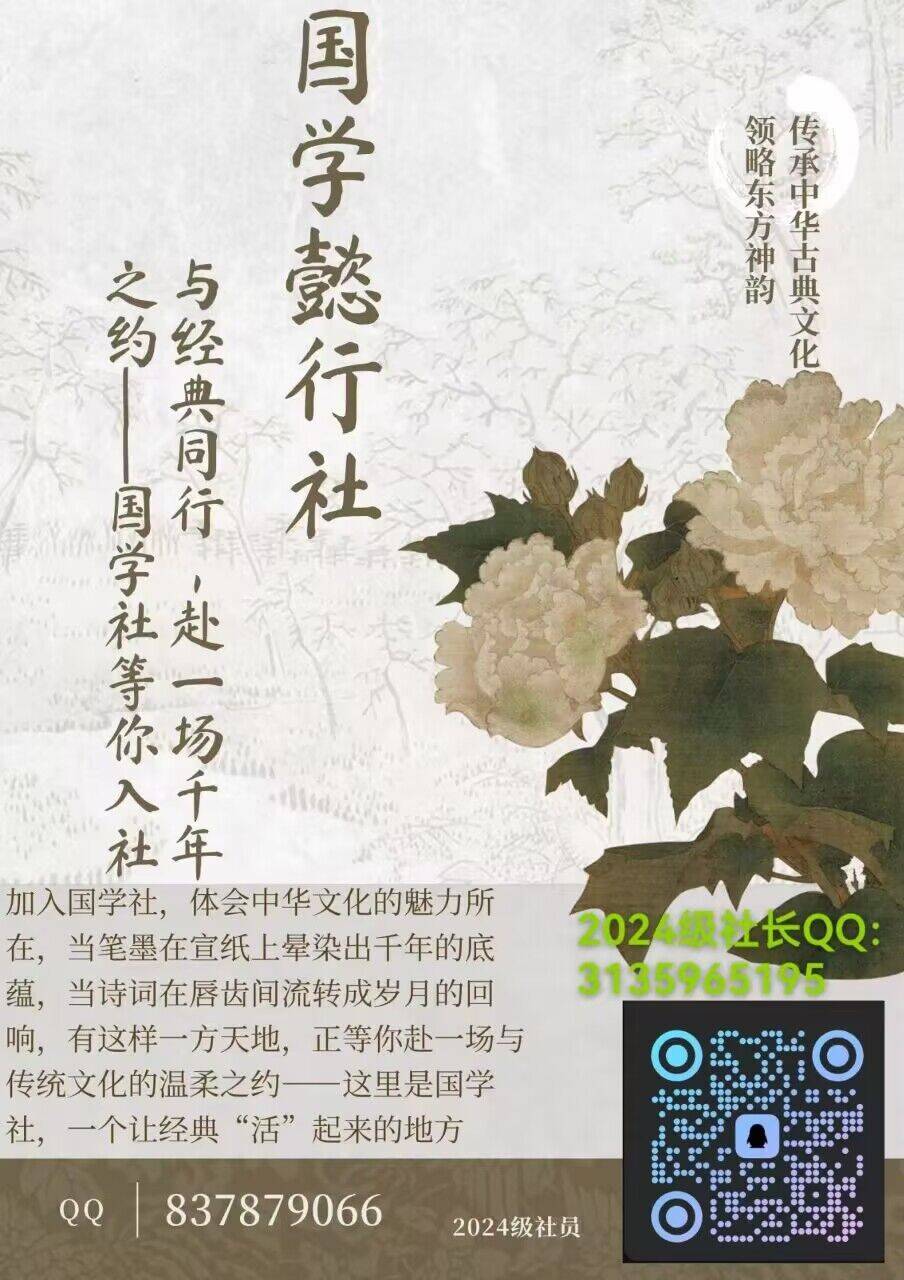 国学懿行社
传承中华古典文化
领略东方神韵
与经典同行，赴一场千年
之约——国学社等你入社
加入国学社，体会中华文化的魅力所
在，当笔墨在宣纸上晕染出千年的底
蕴，当诗词在唇齿间流转成岁月的回
响，有这样一方天地，正等你赴一场与
传统文化的温柔之约——这里是国学
社，一个让经典“活”起来的地方
2024级社长QQ：
3135965195
QQ
837879066
2024级社员